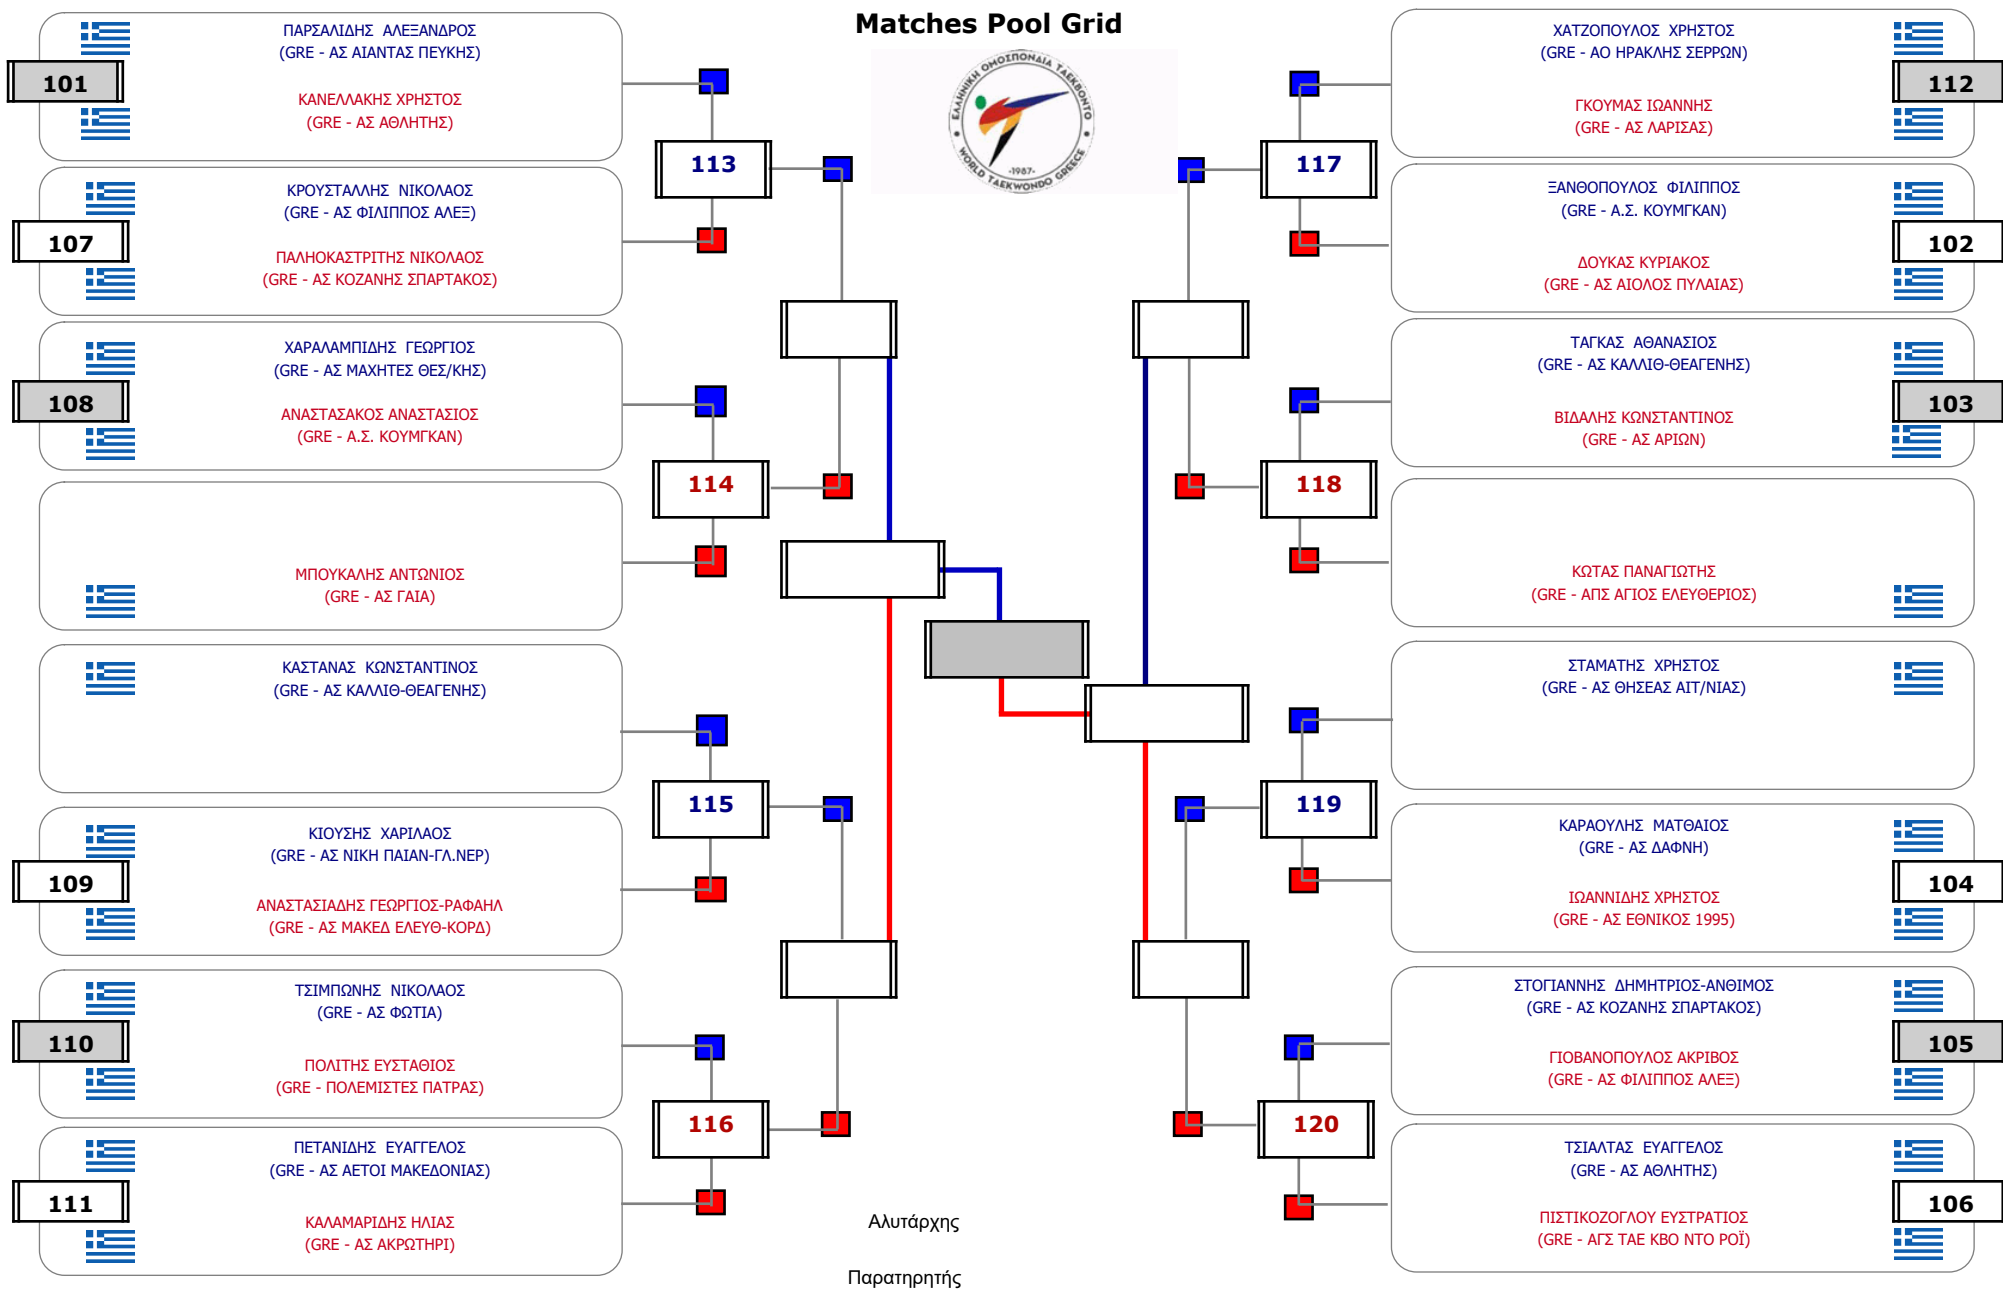 Matches Pool Grid
ΠΑΡΣΑΛΙΔΗΣ ΑΛΕΞΑΝΔΡΟΣ
(GRE - ΑΣ ΑΙΑΝΤΑΣ ΠΕΥΚΗΣ)
101
ΚΑΝΕΛΛΑΚΗΣ ΧΡΗΣΤΟΣ
(GRE - ΑΣ ΑΘΛΗΤΗΣ)
113
ΚΡΟΥΣΤΑΛΛΗΣ ΝΙΚΟΛΑΟΣ
(GRE - ΑΣ ΦΙΛΙΠΠΟΣ ΑΛΕΞ)
107
ΠΑΛΗΟΚΑΣΤΡΙΤΗΣ ΝΙΚΟΛΑΟΣ
(GRE - ΑΣ ΚΟΖΑΝΗΣ ΣΠΑΡΤΑΚΟΣ)
ΧΑΡΑΛΑΜΠΙΔΗΣ ΓΕΩΡΓΙΟΣ
(GRE - ΑΣ ΜΑΧΗΤΕΣ ΘΕΣ/ΚΗΣ)
108
ΑΝΑΣΤΑΣΑΚΟΣ ΑΝΑΣΤΑΣΙΟΣ
(GRE - Α.Σ. ΚΟΥΜΓΚΑΝ)
114
ΜΠΟΥΚΑΛΗΣ ΑΝΤΩΝΙΟΣ
(GRE - ΑΣ ΓΑΙΑ)
ΚΑΣΤΑΝΑΣ ΚΩΝΣΤΑΝΤΙΝΟΣ
(GRE - ΑΣ ΚΑΛΛΙΘ-ΘΕΑΓΕΝΗΣ)
115
ΚΙΟΥΣΗΣ ΧΑΡΙΛΑΟΣ
(GRE - ΑΣ ΝΙΚΗ ΠΑΙΑΝ-ΓΛ.ΝΕΡ)
109
ΑΝΑΣΤΑΣΙΑΔΗΣ ΓΕΩΡΓΙΟΣ-ΡΑΦΑΗΛ
(GRE - ΑΣ ΜΑΚΕΔ ΕΛΕΥΘ-ΚΟΡΔ)
ΤΣΙΜΠΩΝΗΣ ΝΙΚΟΛΑΟΣ
(GRE - ΑΣ ΦΩΤΙΑ)
110
ΠΟΛΙΤΗΣ ΕΥΣΤΑΘΙΟΣ
(GRE - ΠΟΛΕΜΙΣΤΕΣ ΠΑΤΡΑΣ)
116
ΠΕΤΑΝΙΔΗΣ ΕΥΑΓΓΕΛΟΣ
(GRE - ΑΣ ΑΕΤΟΙ ΜΑΚΕΔΟΝΙΑΣ)
111
ΚΑΛΑΜΑΡΙΔΗΣ ΗΛΙΑΣ
(GRE - ΑΣ ΑΚΡΩΤΗΡΙ)
ΕΛΛΗΝΙΚΗ ΟΜΟΣΠΟΝΔΙΑ ΤΑΕΚΒΟΝΤΟ
-1987-
WORLD TAEKWONDO GREECE
ΧΑΤΖΟΠΟΥΛΟΣ ΧΡΗΣΤΟΣ
(GRE - ΑΟ ΗΡΑΚΛΗΣ ΣΕΡΡΩΝ)
112
ΓΚΟΥΜΑΣ ΙΩΑΝΝΗΣ
(GRE - ΑΣ ΛΑΡΙΣΑΣ)
117
ΞΑΝΘΟΠΟΥΛΟΣ ΦΙΛΙΠΠΟΣ
(GRE - Α.Σ. ΚΟΥΜΓΚΑΝ)
102
ΔΟΥΚΑΣ ΚΥΡΙΑΚΟΣ
(GRE - ΑΣ ΑΙΟΛΟΣ ΠΥΛΑΙΑΣ)
ΤΑΓΚΑΣ ΑΘΑΝΑΣΙΟΣ
(GRE - ΑΣ ΚΑΛΛΙΘ-ΘΕΑΓΕΝΗΣ)
103
ΒΙΔΑΛΗΣ ΚΩΝΣΤΑΝΤΙΝΟΣ
(GRE - ΑΣ ΑΡΙΩΝ)
118
ΚΩΤΑΣ ΠΑΝΑΓΙΩΤΗΣ
(GRE - ΑΠΣ ΑΓΙΟΣ ΕΛΕΥΘΕΡΙΟΣ)
ΣΤΑΜΑΤΗΣ ΧΡΗΣΤΟΣ
(GRE - ΑΣ ΘΗΣΕΑΣ ΑΙΤ/ΝΙΑΣ)
119
ΚΑΡΑΟΥΛΗΣ ΜΑΤΘΑΙΟΣ
(GRE - ΑΣ ΔΑΦΝΗ)
104
ΙΩΑΝΝΙΔΗΣ ΧΡΗΣΤΟΣ
(GRE - ΑΣ ΕΘΝΙΚΟΣ 1995)
ΣΤΟΓΙΑΝΝΗΣ ΔΗΜΗΤΡΙΟΣ-ΑΝΘΙΜΟΣ
(GRE - ΑΣ ΚΟΖΑΝΗΣ ΣΠΑΡΤΑΚΟΣ)
105
ΓΙΟΒΑΝΟΠΟΥΛΟΣ ΑΚΡΙΒΟΣ
(GRE - ΑΣ ΦΙΛΙΠΠΟΣ ΑΛΕΞ)
120
ΤΣΙΑΛΤΑΣ ΕΥΑΓΓΕΛΟΣ
(GRE - ΑΣ ΑΘΛΗΤΗΣ)
106
ΠΙΣΤΙΚΟΖΟΓΛΟΥ ΕΥΣΤΡΑΤΙΟΣ
(GRE - ΑΓΣ ΤΑΕ ΚΒΟ ΝΤΟ ΡΟΪ)
Αλυτάρχης
Παρατηρητής